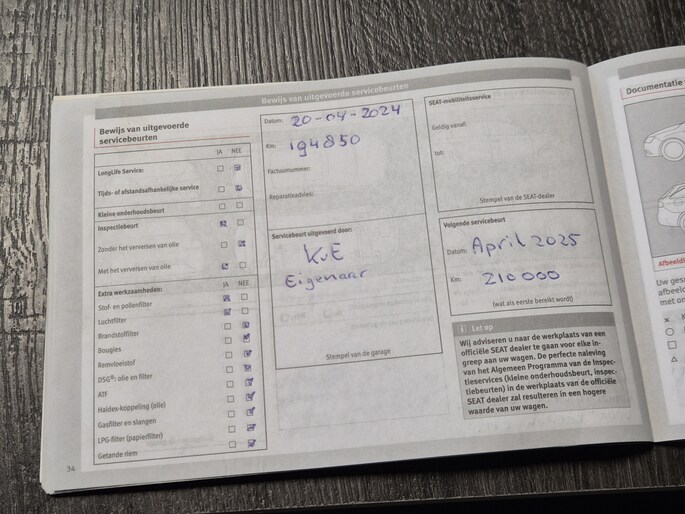 Bewijs van uitgevoerde servicebeurten
Bewijs van uitgevoerde
servicebeurten
JA NEE
LongLife Service:
Tijds- of afstandsafhankelijke service
Kleine onderhoudsbeurt
Inspectiebeurt
Zonder het verversen van olie
Met het verversen van olie
Extra werkzaamheden: JA NEE
Stof- en pollenfilter
Luchtfilter
Brandstoffilter
Bougies
Remvloeistof
DSG®: olie en filter
ATF
Haldex-koppeling (olie)
Gasfilter en slangen
LPG-filter (papierfilter)
Getande riem
34
Datum: 20-04-2024
Km: 194850
Factuurnummer:
Reparatieadvies:
Servicebeurt uitgevoerd door:
KvE
Eigenaar
Stempel van de garage
SEAT-mobiliteitsservice
Geldig vanaf:
tot:
Stempel van de SEAT-dealer
Volgende servicebeurt
Datum: April 2025
Km: 210000
(wat als eerste bereikt wordt)
i Let op
Wij adviseren u naar de werkplaats van een
officiële SEAT dealer te gaan voor elke in-
greep aan uw wagen. De perfecte naleving
van het Algemeen Programma van de Inspec-
tieservices (kleine onderhoudsbeurt, inspec-
tiebeurten) in de werkplaats van de officiële
SEAT dealer zal resulteren in een hogere
waarde van uw wagen.
Documentatie
Uw
met